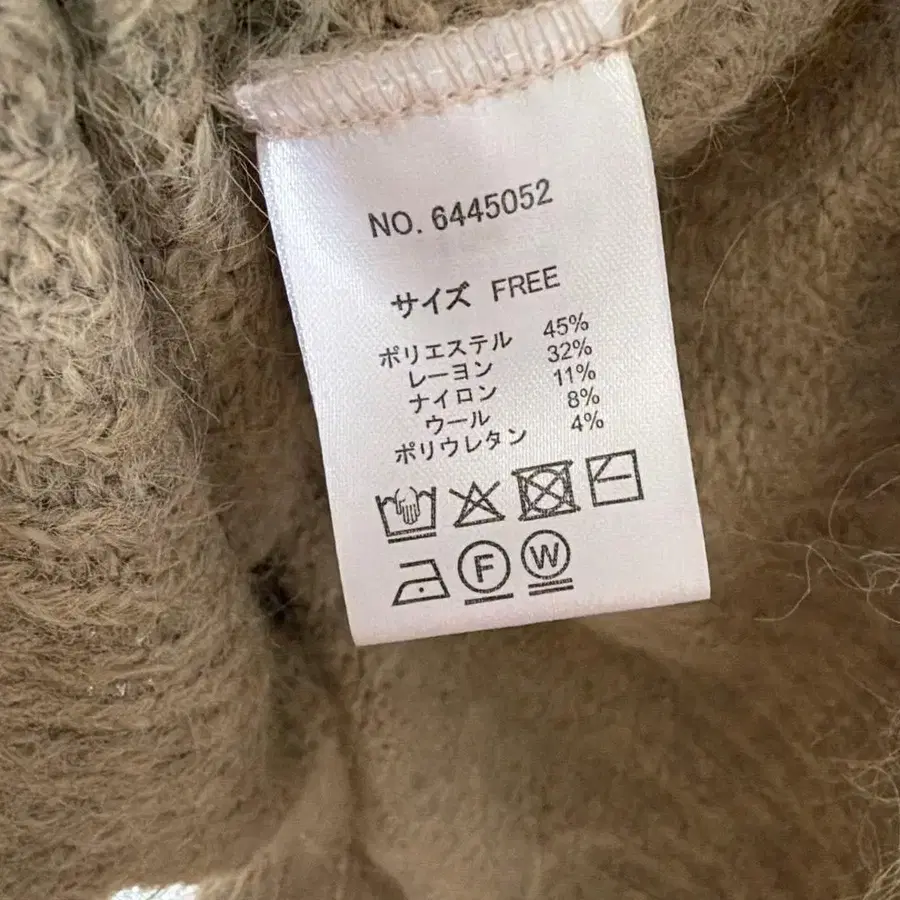 NO. 6445052
サイズ FREE
ポリエステル 45%
レーヨン 32%
ナイロン 11%
ウール 8%
ポリウレタン 4%
F W